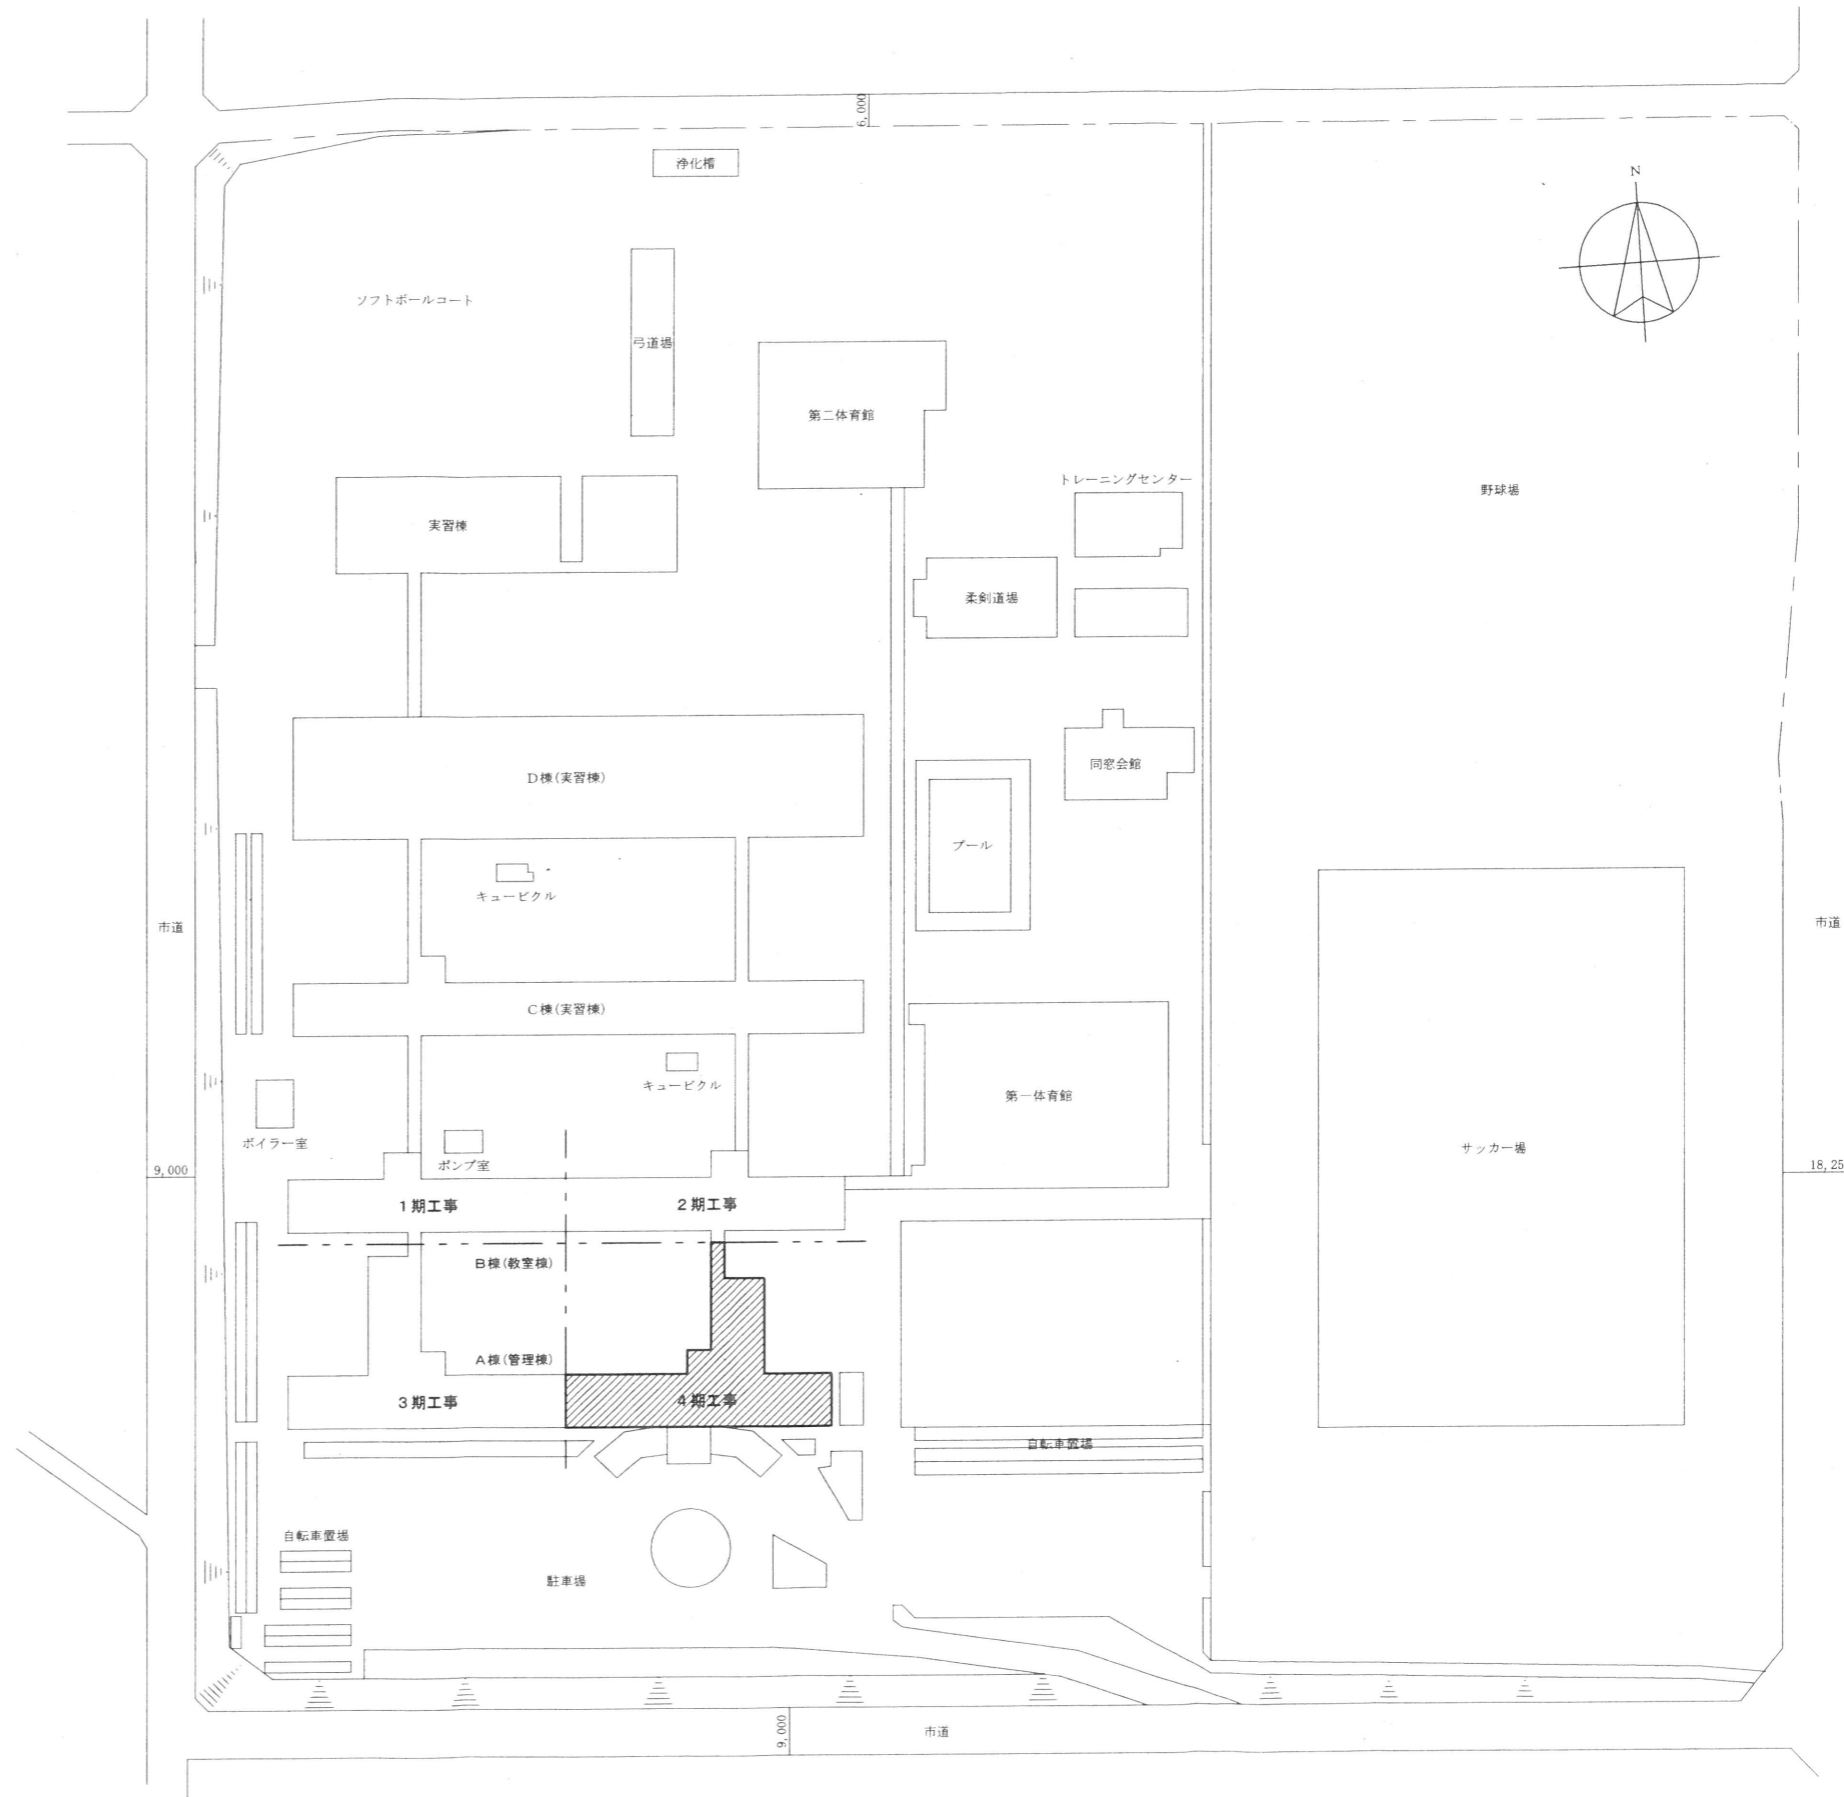 6,000
浄化槽
N
ソフトボールコート
弓道場
第二体育館
トレーニングセンター
野球場
実習棟
柔剣道場
同窓会館
D棟(実習棟)
プール
キュービクル
市道
市道
C棟(実習棟)
キュービクル
第一体育館
ボイラー室
ポンプ室
サッカー場
9,000
18,25
1期工事
2期工事
B棟(教室棟)
A棟(管理棟)
3期工事
4期工事
自転車置場
自転車置場
駐車場
9,000
市道